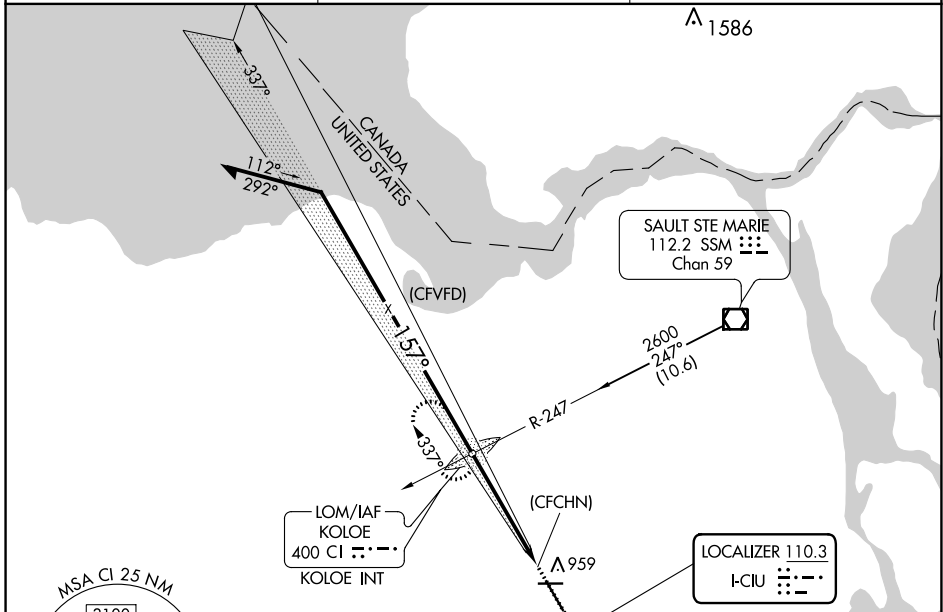 1586
337°
CANADA
UNITED STATES
112°
292°
SAULT STE MARIE
112.2 SSM
Chan 59
(CFVFD)
157°
2600
247°
(10.6)
R-247
337°
LOM/IAF
KOLOE
400 CI
KOLOE INT
(CFCHN)
959
LOCALIZER 110.3
I-CIU
MSA CI 25 NM